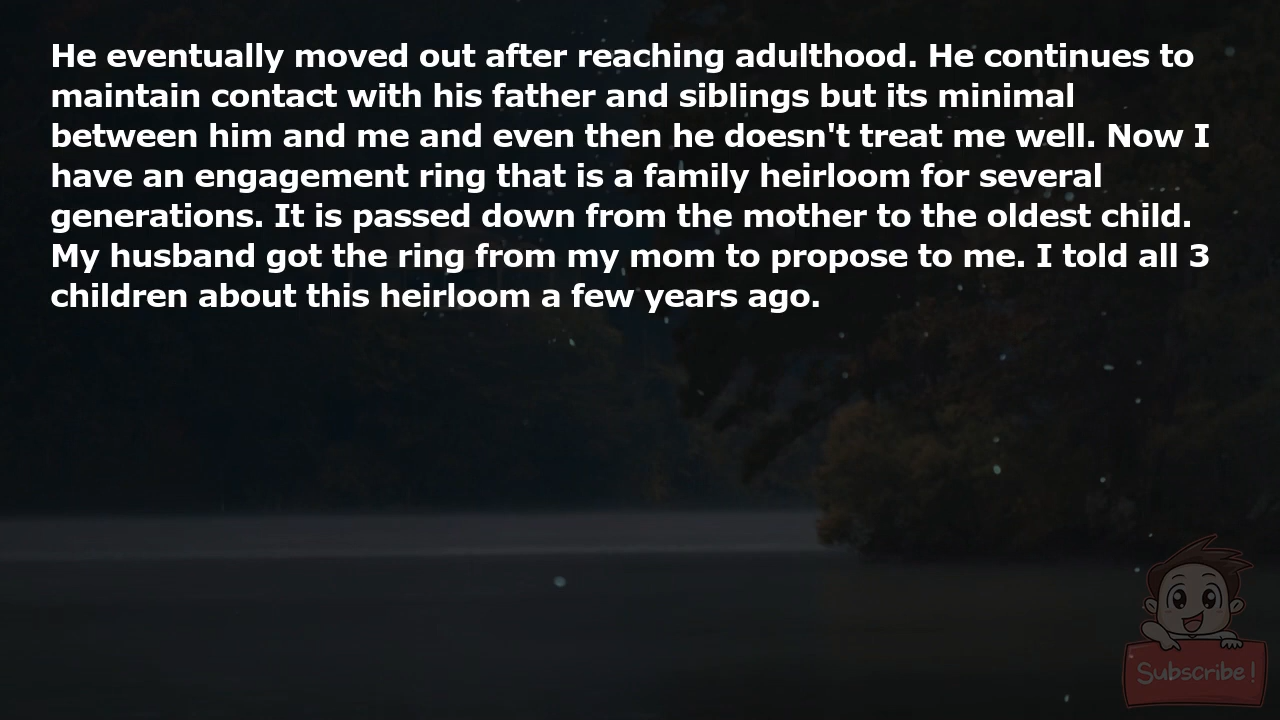 He eventually moved out after reaching adulthood. He continues to
maintain contact with his father and siblings but its minimal
between him and me and even then he doesn't treat me well. Now I
have an engagement ring that is a family heirloom for several
generations. It is passed down from the mother to the oldest child.
My husband got the ring from my mom to propose to me. I told all 3
children about this heirloom a few years ago.
Subscribe!